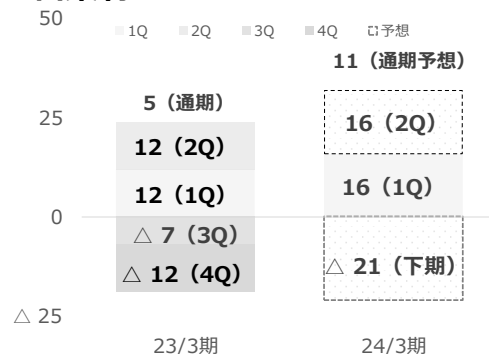 50
1Q 2Q 3Q 4Q 予想
11（通期予想）
5（通期）
25
16（2Q）
12（2Q）
12（1Q）
16（1Q）
0
△ 7（3Q）
△ 12（4Q）
△ 21（下期）
△ 25
23/3期
24/3期